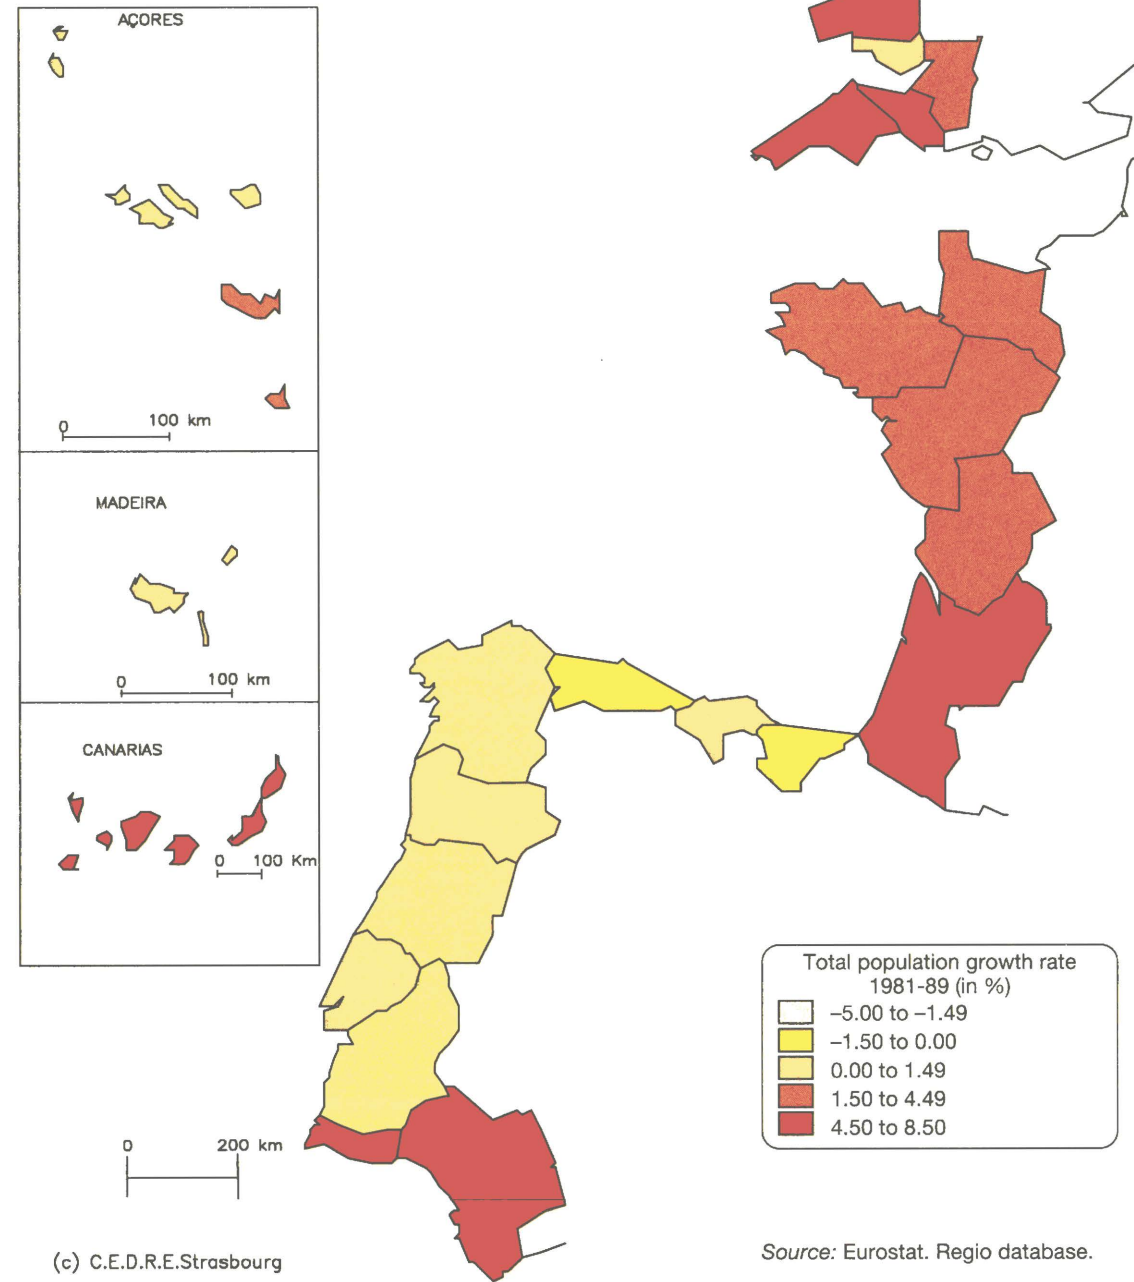 AÇORES
0 100 km
MADEIRA
0 100 km
CANARIAS
0 100 Km
Total population growth rate
1981-89 (in %)
–5.00 to –1.49
–1.50 to 0.00
0.00 to 1.49
1.50 to 4.49
4.50 to 8.50
0 200 km
(c) C.E.D.R.E.Strasbourg
Source: Eurostat. Regio database.